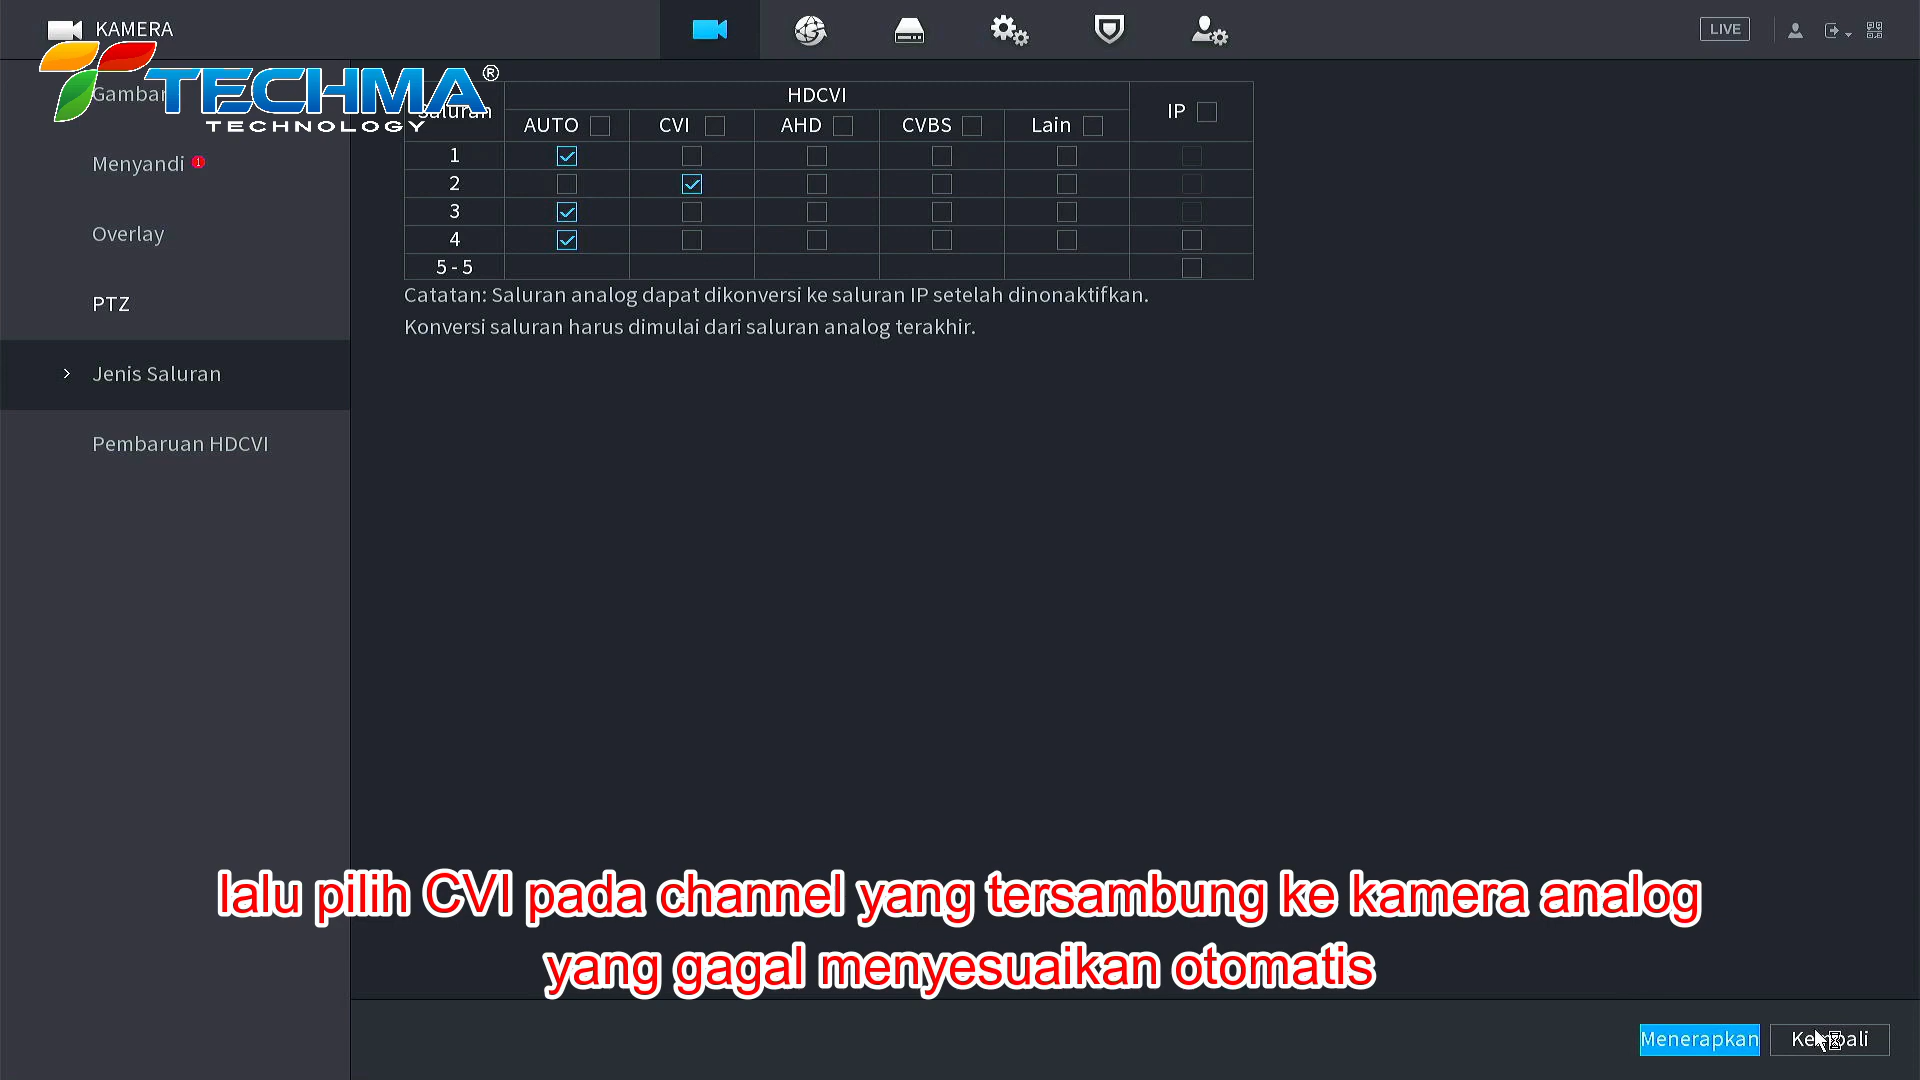 KAMERA
LIVE
TECHMA®
TECHNOLOGY
Gambar
Menyandi 1
Overlay
PTZ
> Jenis Saluran
Pembaruan HDCVI
Saluran HDCVI IP
AUTO CVI AHD CVBS Lain
1
2
3
4
5 - 5
Catatan: Saluran analog dapat dikonversi ke saluran IP setelah dinonaktifkan.
Konversi saluran harus dimulai dari saluran analog terakhir.
lalu pilih CVI pada channel yang tersambung ke kamera analog
yang gagal menyesuaikan otomatis
Menerapkan Kembali